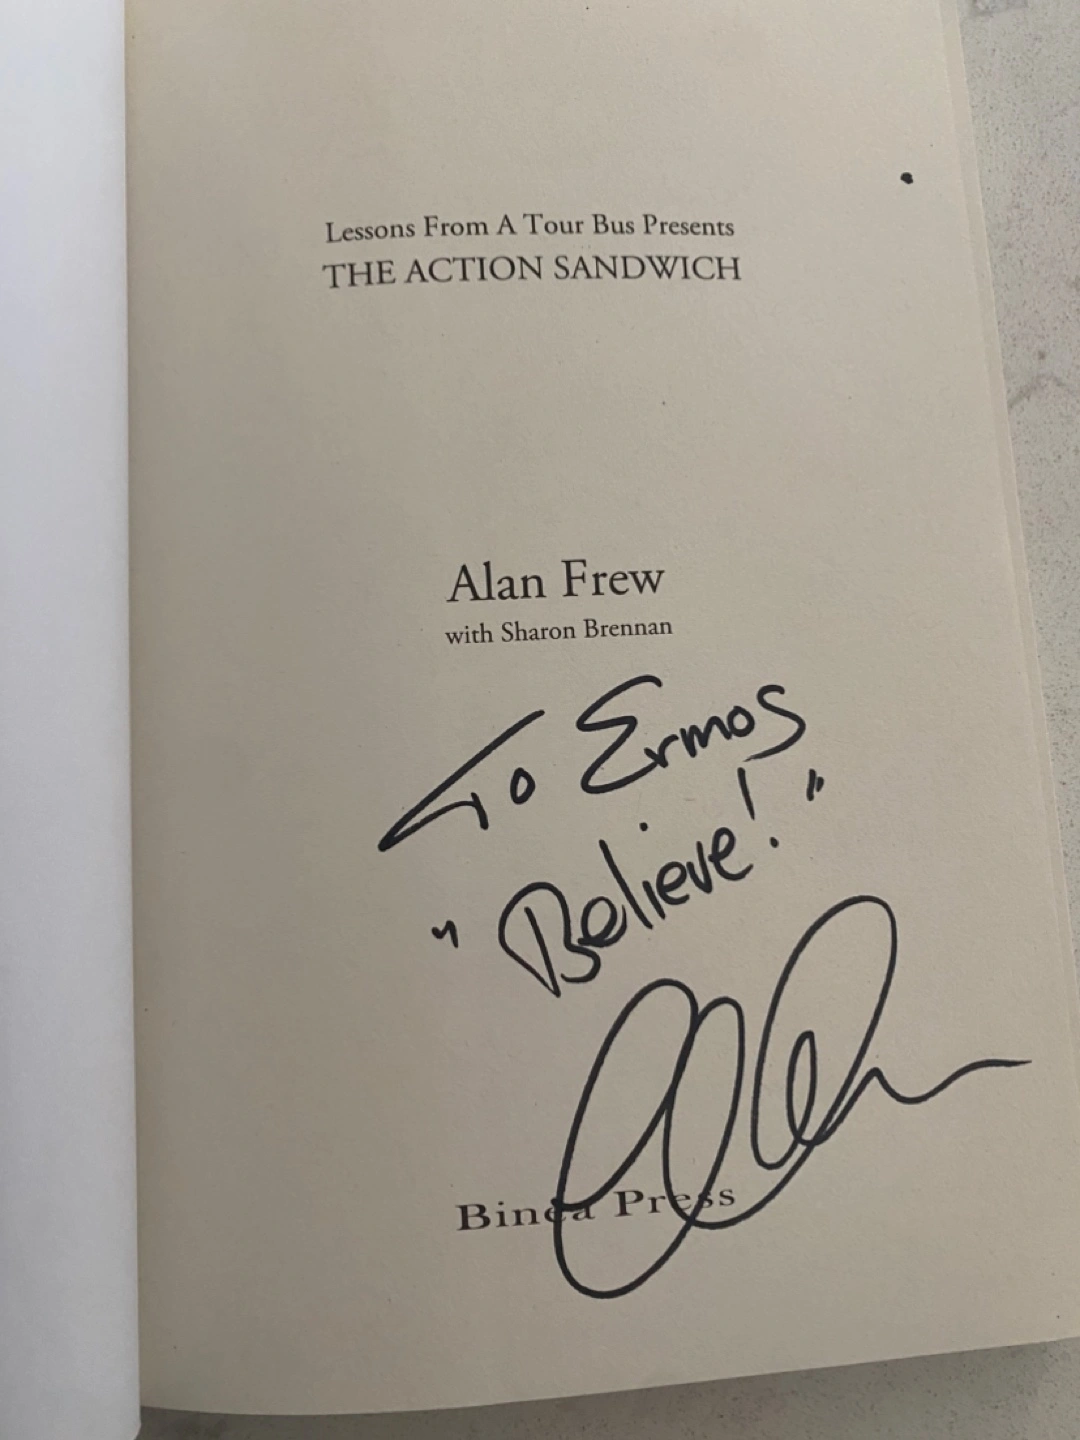 Lessons From A Tour Bus Presents
THE ACTION SANDWICH
Alan Frew
with Sharon Brennan
To Ermos
"Believe!"
Binea Press